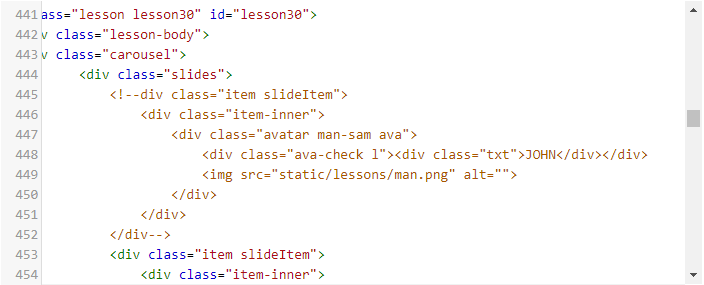 441 ass="lesson lesson30" id="lesson30">
442 v class="lesson-body">
443 v class="carousel">
444 <div class="slides">
445 <!--div class="item slideItem">
446 <div class="item-inner">
447 <div class="avatar man-sam ava">
448 <div class="ava-check l"><div class="txt">JOHN</div></div>
449 <img src="static/lessons/man.png" alt="">
450 </div>
451 </div>
452 </div-->
453 <div class="item slideItem">
454 <div class="item-inner">